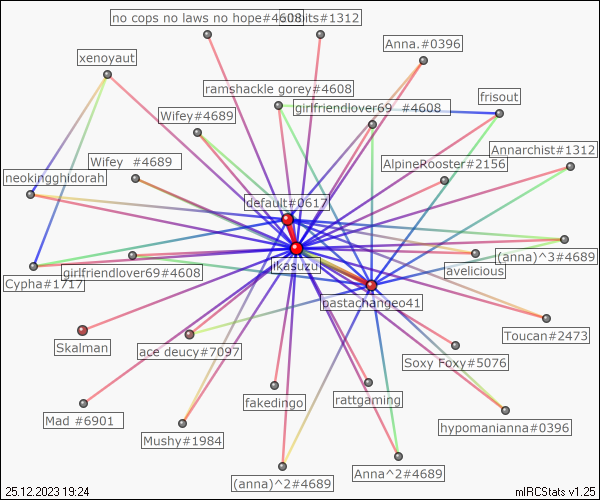 no cops no laws no hope#4608
bits#1312
Anna.#0396
xenoyaut
ramshackle gorey#4608
frisout
girlfriendlover69 #4608
Wifey#4689
Annarchist#1312
Wifey #4689
AlpineRooster#2156
neokingghidorah
default#0617
(anna)^3#4689
jikasuzu
avelicious
girlfriendlover69#4608
Cypha#1717
pastachange041
Toucan#2473
Skalman
ace deucy#7097
Soxy Foxy#5076
fakedingo
rattgaming
Mad #6901
hypomanianna#0396
Mushy#1984
(anna)^2#4689
Anna^2#4689
25.12.2023 19:24
mIRCStats v1.25